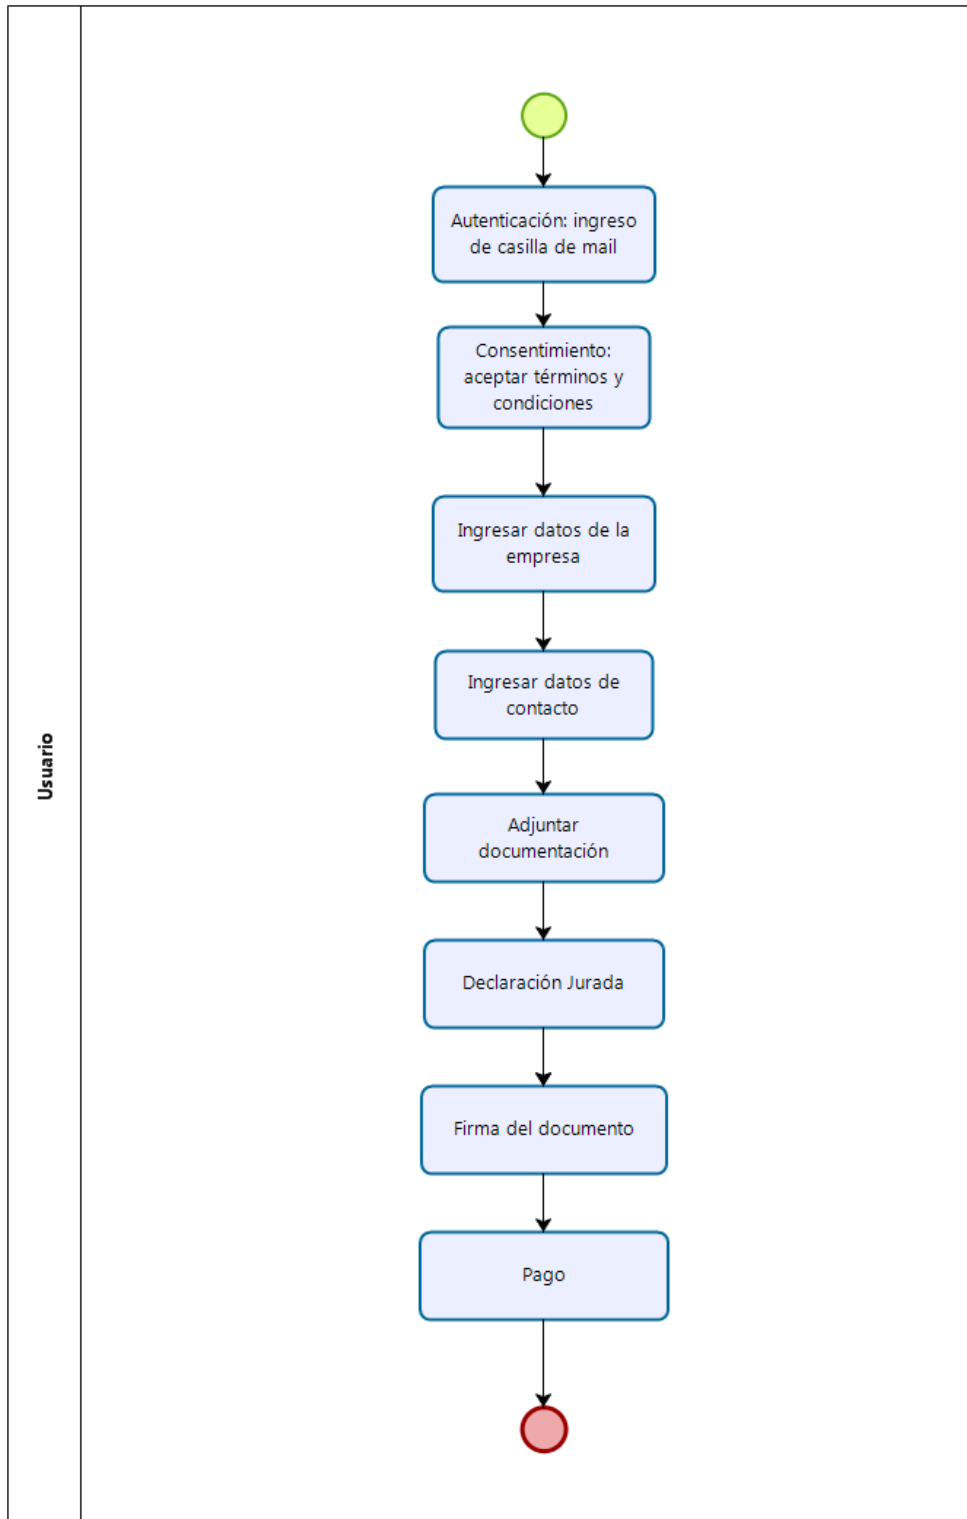 Usuario
Autenticación: ingreso
de casilla de mail
Consentimiento:
aceptar términos y
condiciones
Ingresar datos de la
empresa
Ingresar datos de
contacto
Adjuntar
documentación
Declaración Jurada
Firma del documento
Pago